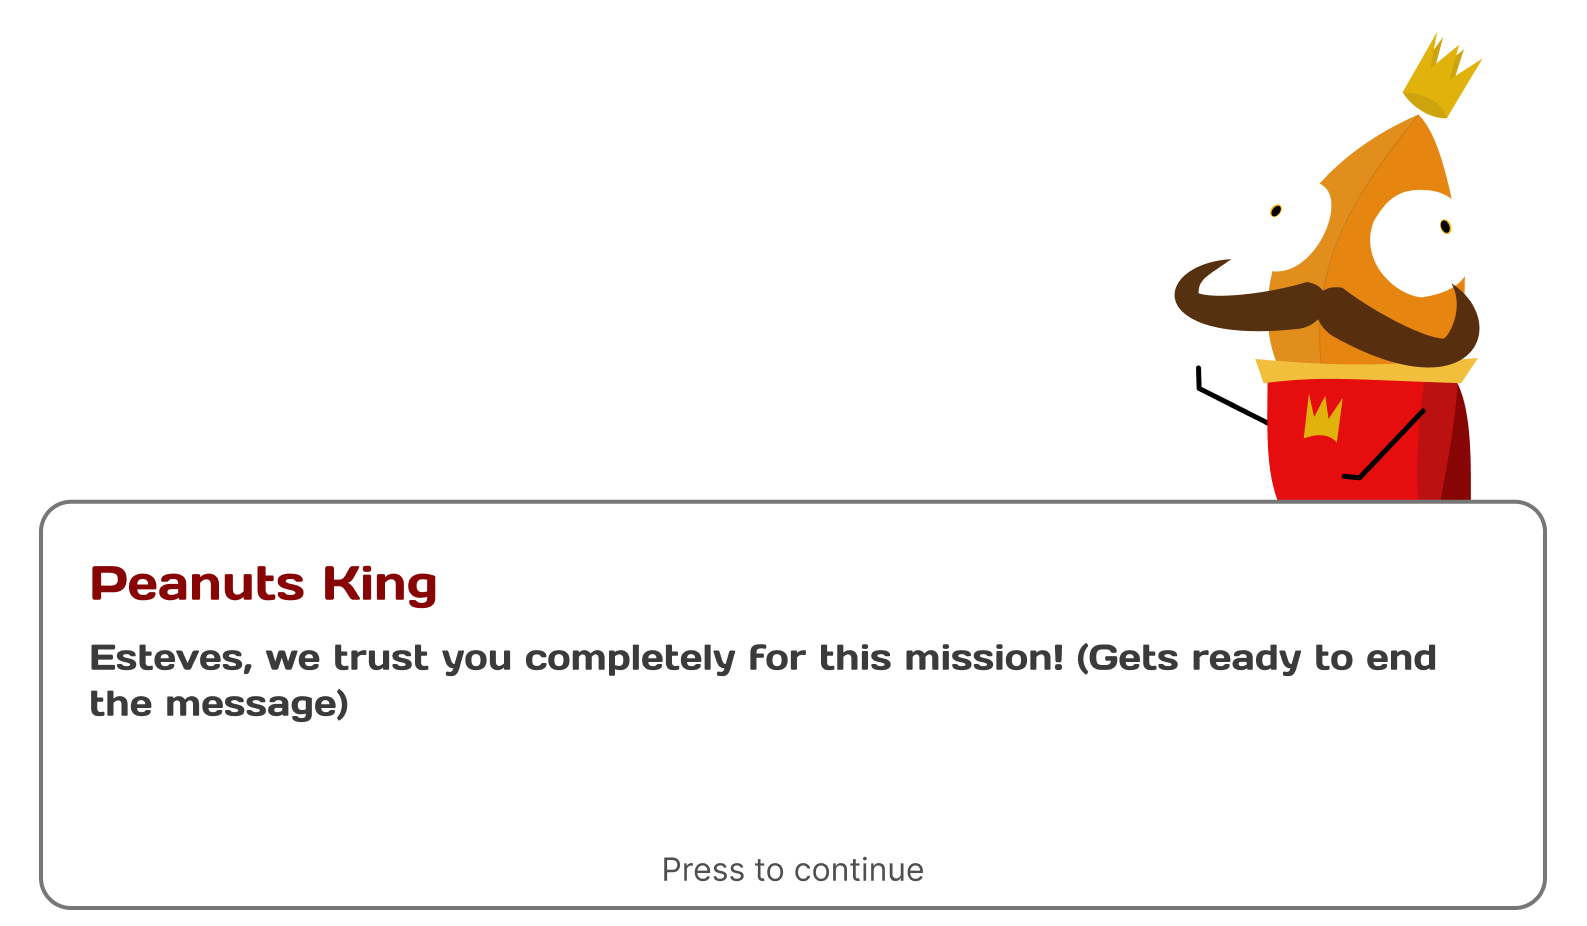 Peanuts King
Esteves, we trust you completely for this mission! (Gets ready to end
the message)
Press to continue